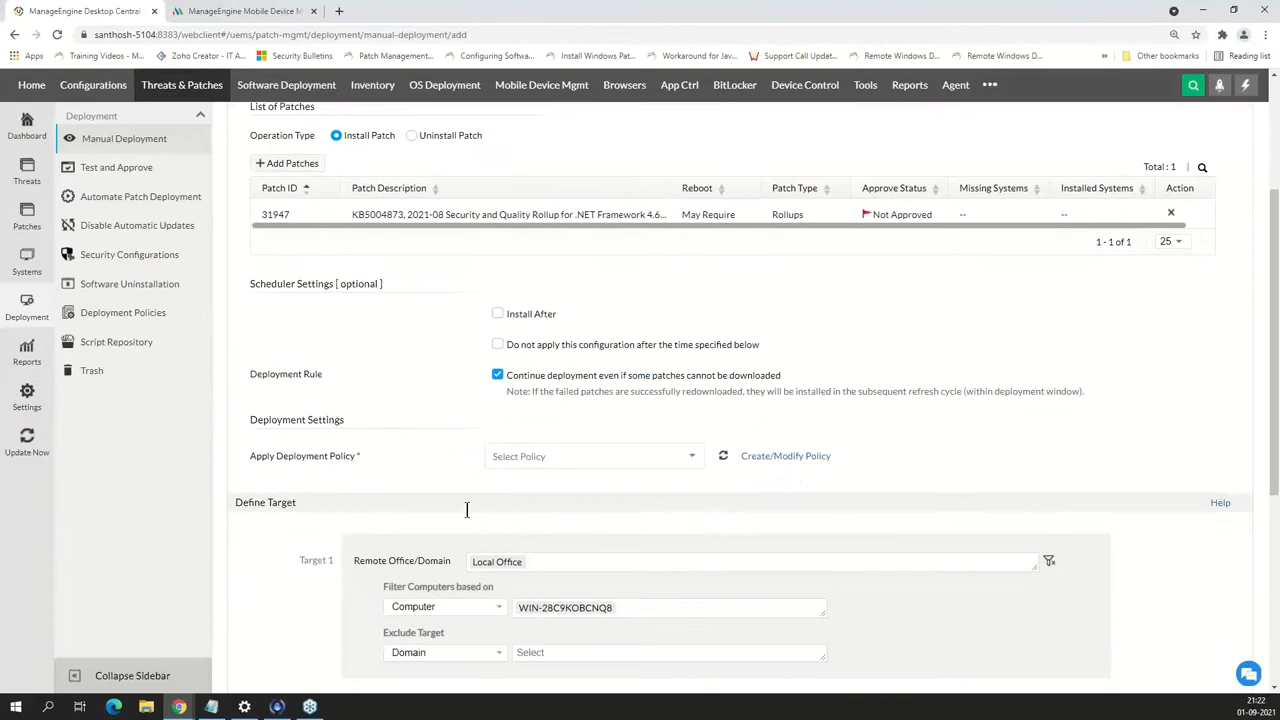 ManageEngine Desktop Central
ManageEngine Mobile Device M
santhosh-5104:8383/webclient#/uems/patch-mgmt/deployment/manual-deployment/add
Apps
Training Videos - M...
Zoho Creator - IT A...
Security Bulletins
Patch Management...
Configuring Softwa...
Install Windows Pat...
Workaround for Jav...
Support Call Updat...
Remote Windows D...
Remote Windows D...
»
Other bookmarks
Reading list
Home
Configurations
Threats & Patches
Software Deployment
Inventory
OS Deployment
Mobile Device Mgmt
Browsers
App Ctrl
BitLocker
Device Control
Tools
Reports
Agent
Dashboard
Threats
Patches
Systems
Deployment
Reports
Settings
Update Now
Deployment
Manual Deployment
Test and Approve
Automate Patch Deployment
Disable Automatic Updates
Security Configurations
Software Uninstallation
Deployment Policies
Script Repository
Trash
Collapse Sidebar
List of Patches
Operation Type
Install Patch
Uninstall Patch
+ Add Patches
Total : 1
Patch ID
Patch Description
Reboot
Patch Type
Approve Status
Missing Systems
Installed Systems
Action
31947
KB5004873, 2021-08 Security and Quality Rollup for .NET Framework 4.6...
May Require
Rollups
Not Approved
--
--
1 - 1 of 1
25
Scheduler Settings [ optional ]
Install After
Do not apply this configuration after the time specified below
Deployment Rule
Continue deployment even if some patches cannot be downloaded
Note: If the failed patches are successfully redownloaded, they will be installed in the subsequent refresh cycle (within deployment window).
Deployment Settings
Apply Deployment Policy *
Select Policy
Create/Modify Policy
Define Target
Help
Target 1
Remote Office/Domain
Local Office
Filter Computers based on
Computer
WIN-28C9KOBCNQ8
Exclude Target
Domain
Select
21:22
01-09-2021